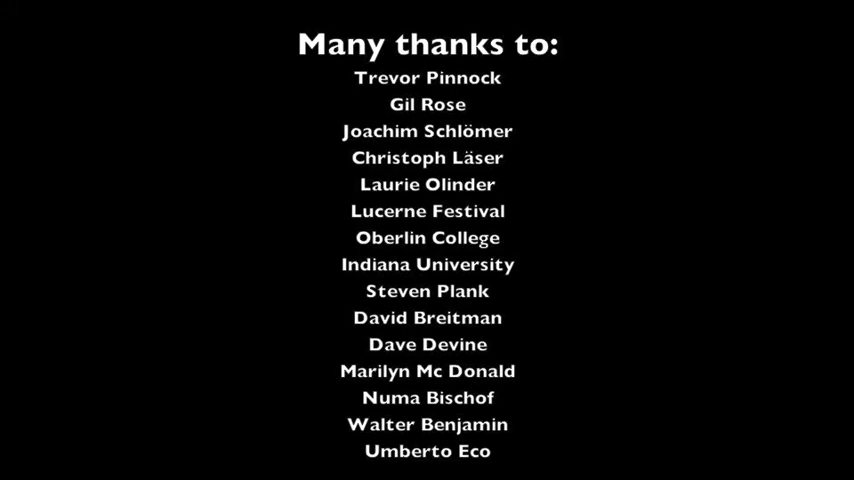 Many thanks to:
Trevor Pinnock
Gil Rose
Joachim Schlömer
Christoph Läser
Laurie Olinder
Lucerne Festival
Oberlin College
Indiana University
Steven Plank
David Breitman
Dave Devine
Marilyn Mc Donald
Numa Bischof
Walter Benjamin
Umberto Eco